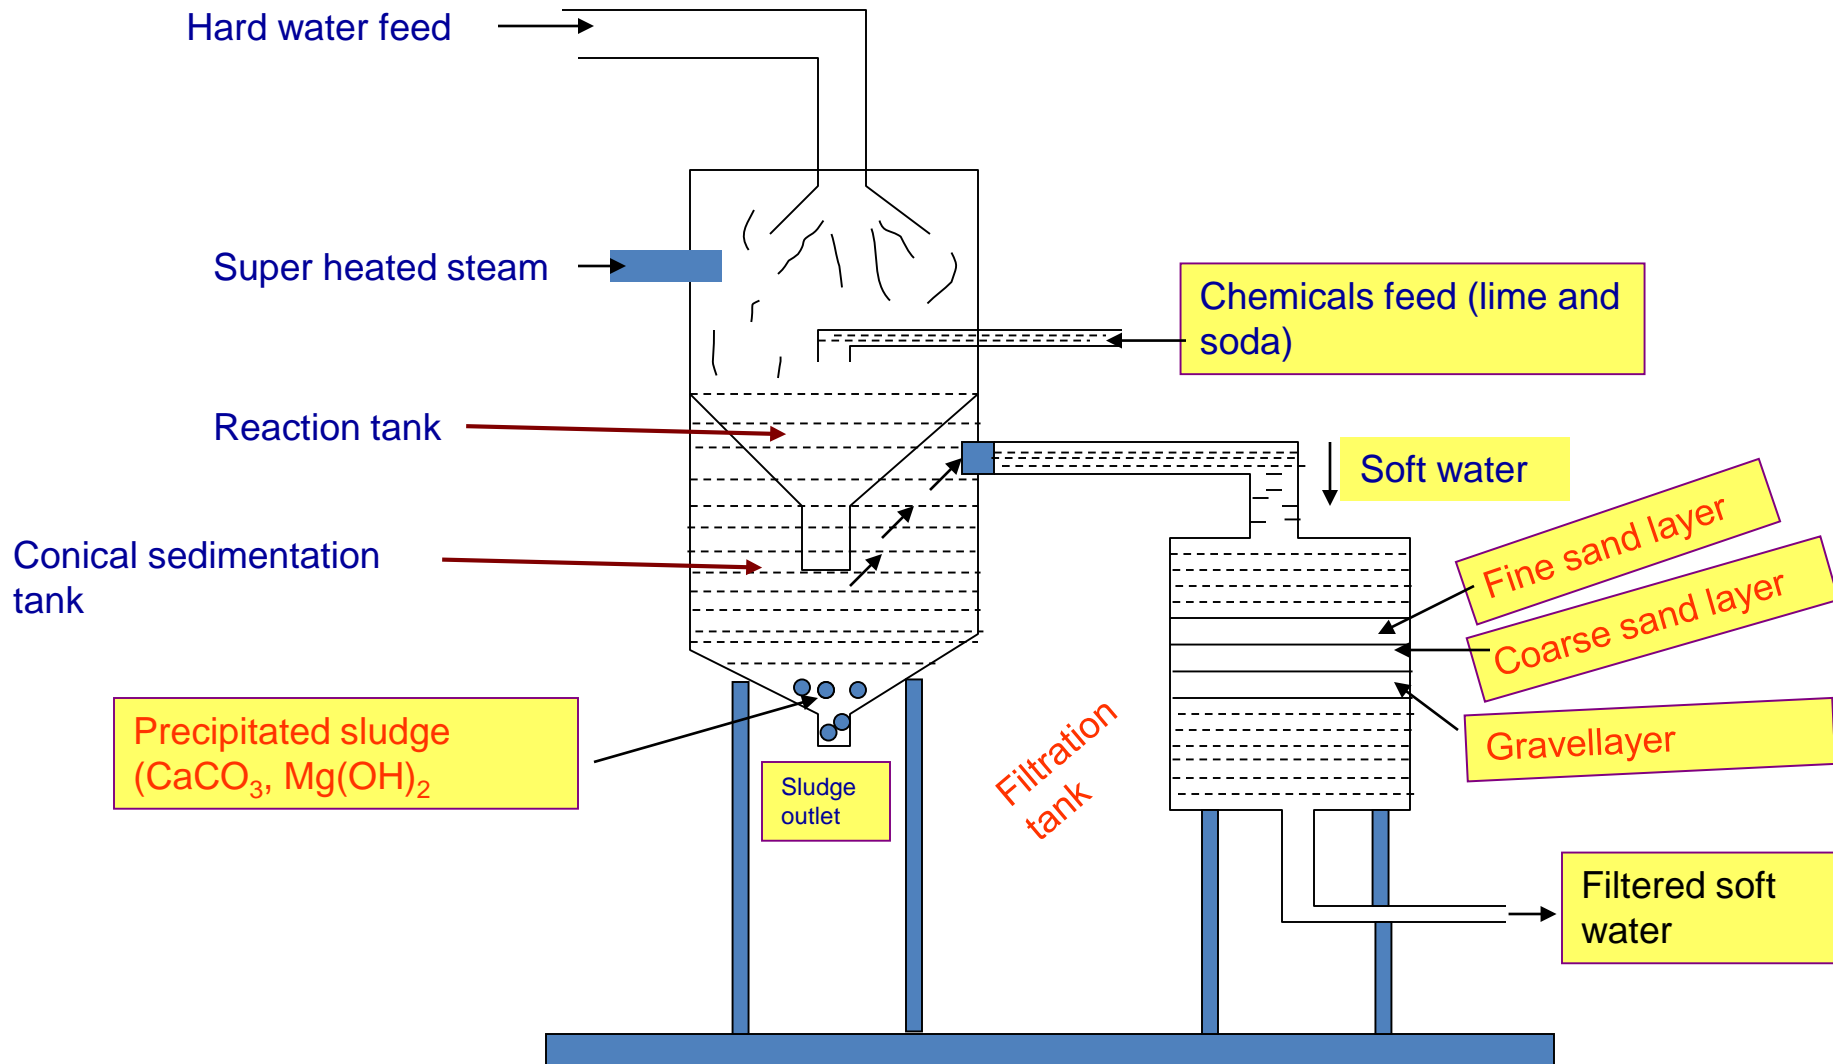 Hard water feed
Super heated steam
Chemicals feed (lime and
soda)
Reaction tank
Soft water
Fine sand layer
Conical sedimentation
tank
Coarse sand layer
Precipitated sludge
(CaCO₃, Mg(OH)₂
Filtration
tank
Gravellayer
Sludge
outlet
Filtered soft
water